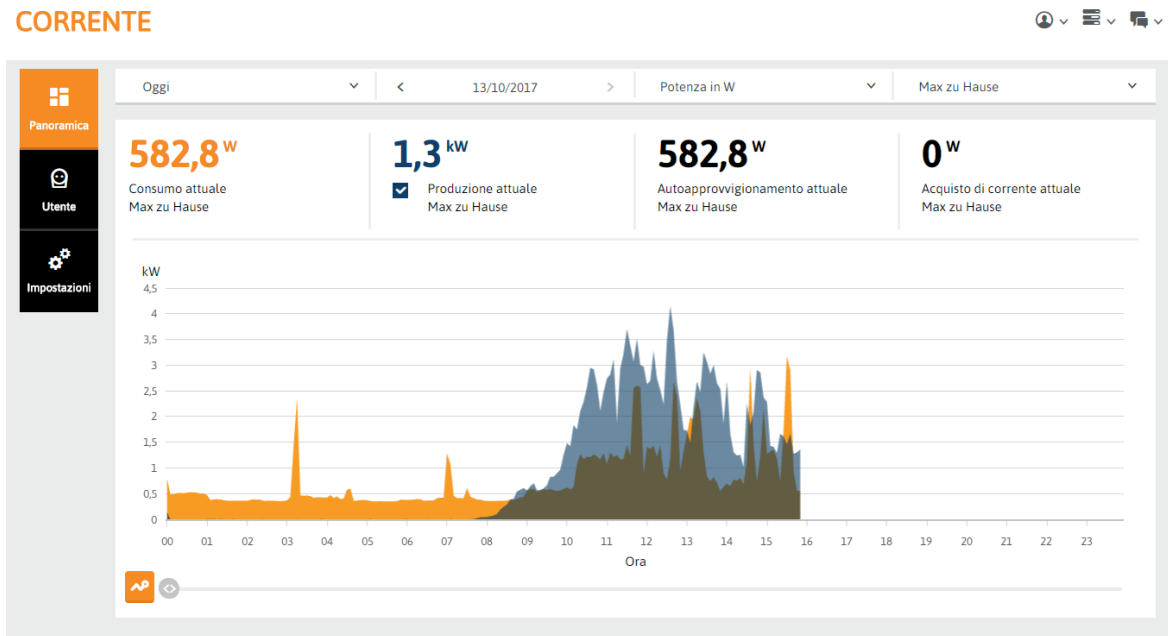 CORRENTE
Panoramica
Utente
Impostazioni
Oggi
13/10/2017
Potenza in W
Max zu Hause
582,8 W
Consumo attuale
Max zu Hause
1,3 kW
Produzione attuale
Max zu Hause
582,8 W
Autoapprovvigionamento attuale
Max zu Hause
0 W
Acquisto di corrente attuale
Max zu Hause
kW
4,5
4
3,5
3
2,5
2
1,5
1
0,5
0
00 01 02 03 04 05 06 07 08 09 10 11 12 13 14 15 16 17 18 19 20 21 22 23
Ora